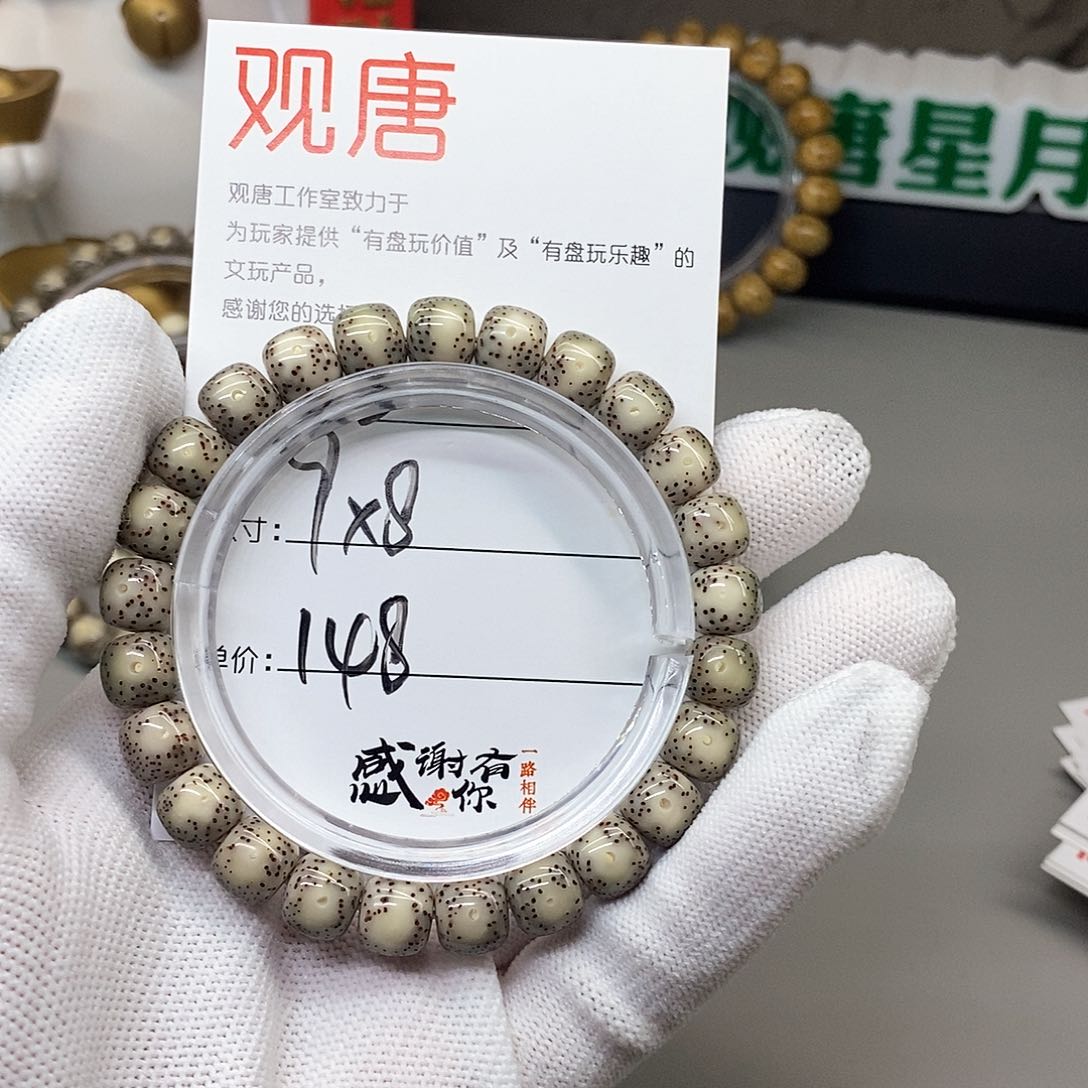 观唐
观唐工作室致力于
为玩家提供“有盘玩价值”及“有盘玩乐趣”的
文玩产品，
感谢您的选择
寸：9x8
单价：148
感谢有你
一路相伴
观唐星月